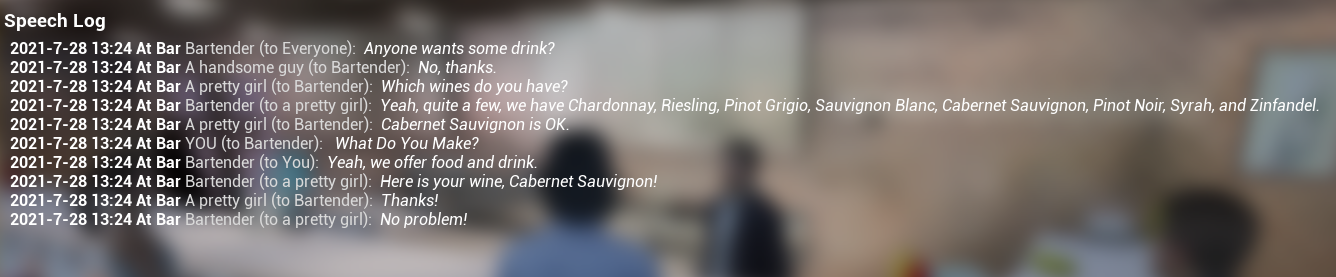 Speech Log
2021-7-28 13:24 At Bar Bartender (to Everyone): Anyone wants some drink?
2021-7-28 13:24 At Bar A handsome guy (to Bartender): No, thanks.
2021-7-28 13:24 At Bar A pretty girl (to Bartender): Which wines do you have?
2021-7-28 13:24 At Bar Bartender (to a pretty girl): Yeah, quite a few, we have Chardonnay, Riesling, Pinot Grigio, Sauvignon Blanc, Cabernet Sauvignon, Pinot Noir, Syrah, and Zinfandel.
2021-7-28 13:24 At Bar A pretty girl (to Bartender): Cabernet Sauvignon is OK.
2021-7-28 13:24 At Bar YOU (to Bartender): What Do You Make?
2021-7-28 13:24 At Bar Bartender (to You): Yeah, we offer food and drink.
2021-7-28 13:24 At Bar Bartender (to a pretty girl): Here is your wine, Cabernet Sauvignon!
2021-7-28 13:24 At Bar A pretty girl (to Bartender): Thanks!
2021-7-28 13:24 At Bar Bartender (to a pretty girl): No problem!